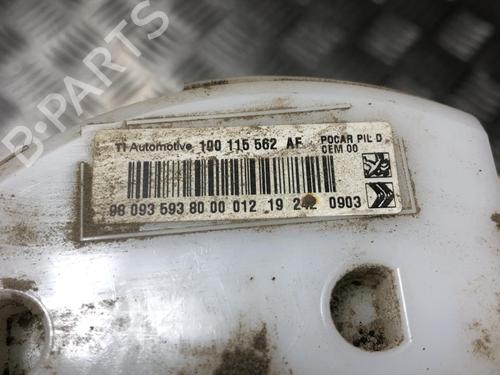 TI Automotive 100 115 562 AF
POCAR PIL D
CEM 00
98 093 593 80 00 012 19 242 0903
B-PARTS